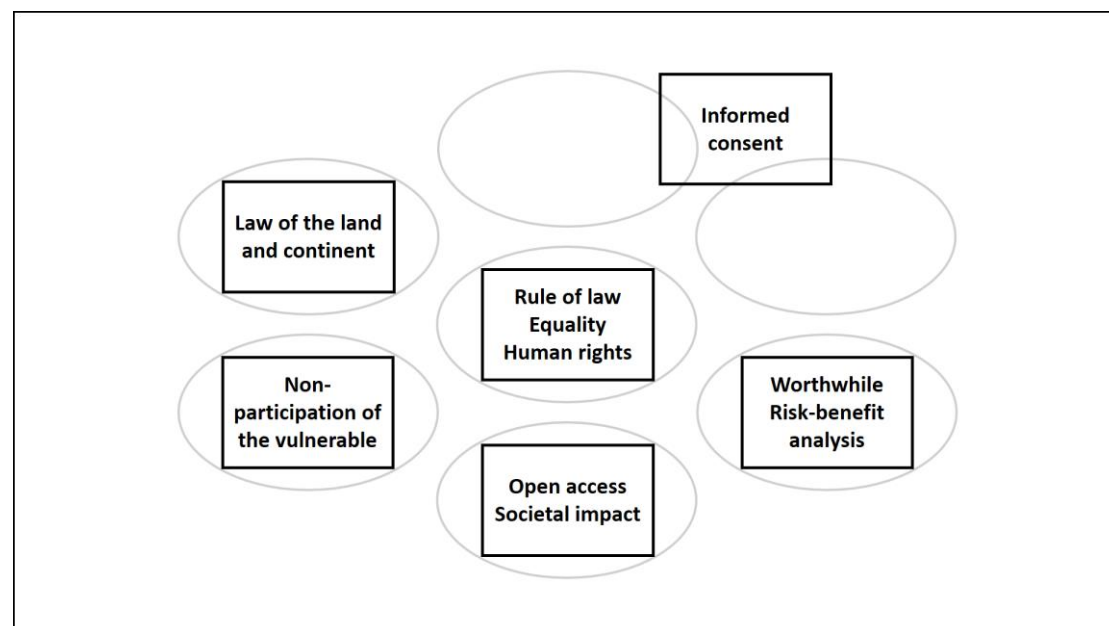 Informed
consent
Law of the land
and continent
Rule of law
Equality
Human rights
Non-
participation of
the vulnerable
Worthwhile
Risk-benefit
analysis
Open access
Societal impact